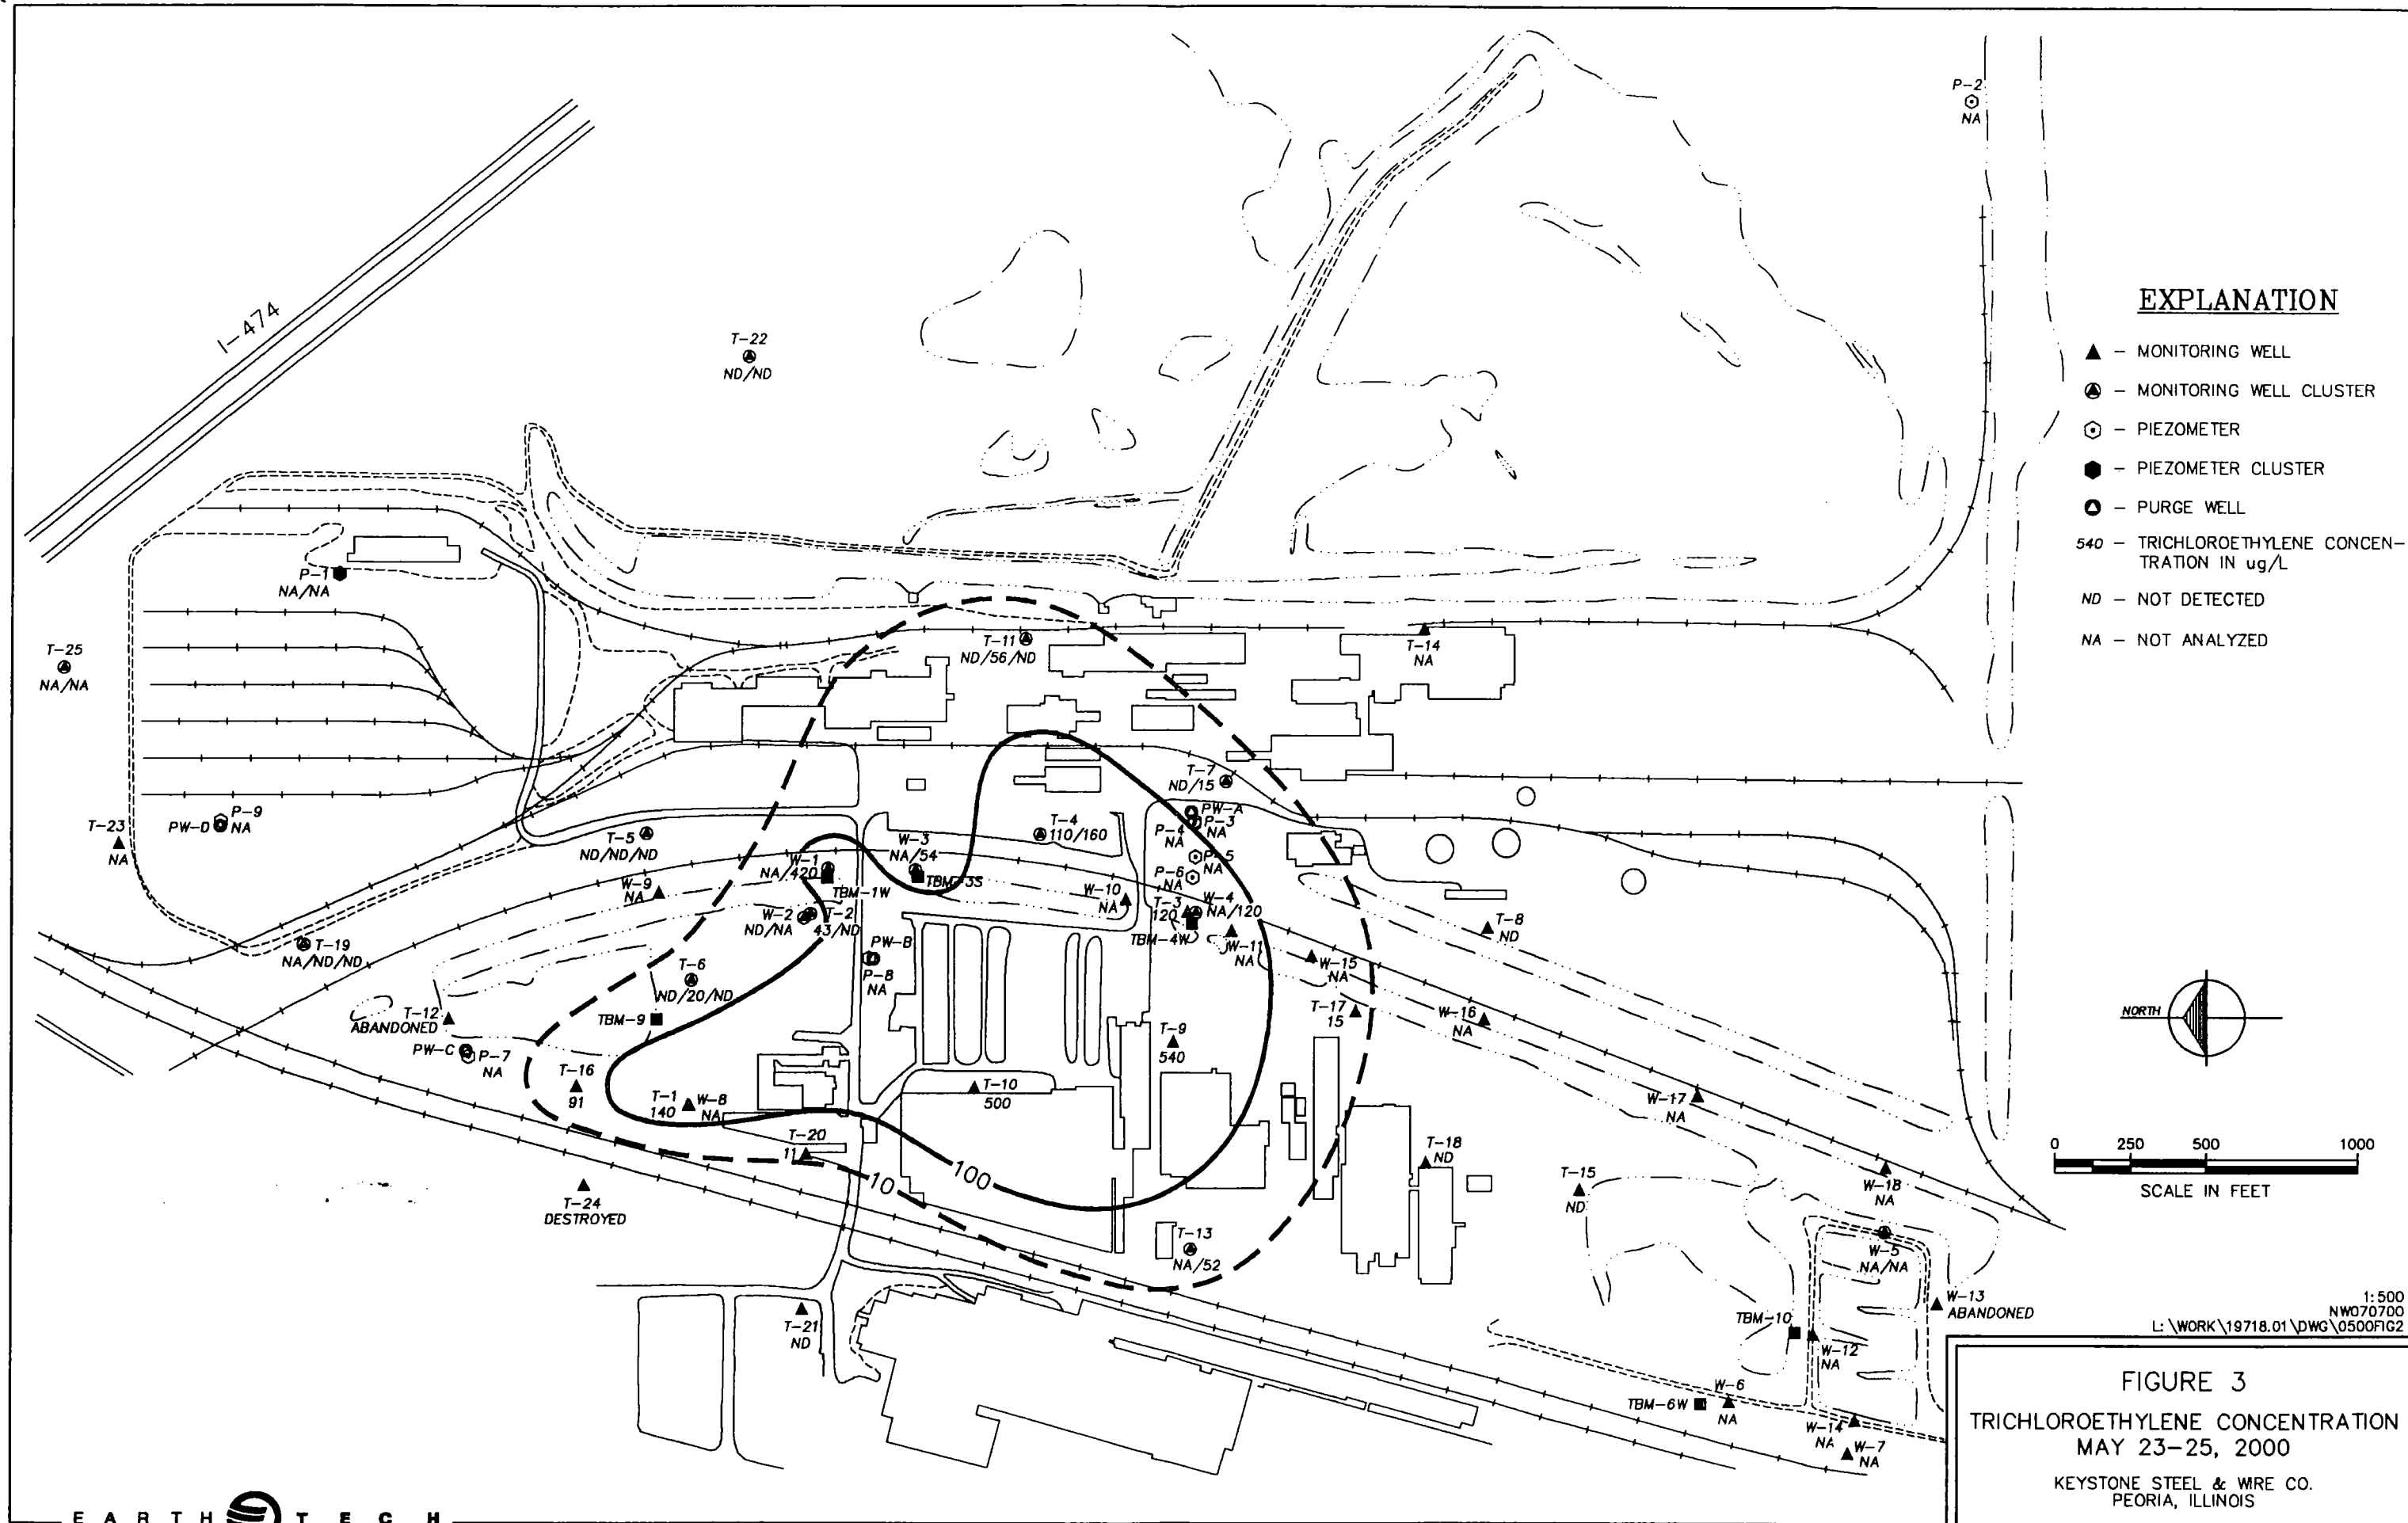 P-2
NA
I-474
T-22
ND/ND
EXPLANATION
- MONITORING WELL
- MONITORING WELL CLUSTER
- PIEZOMETER
- PIEZOMETER CLUSTER
- PURGE WELL
540 - TRICHLOROETHYLENE CONCEN-
TRATION IN ug/L
ND - NOT DETECTED
NA - NOT ANALYZED
P-1
NA/NA
T-11
ND/56/ND
T-14
NA
T-25
NA/NA
T-7
ND/15
P-9
PW-D NA
T-23
NA
T-5
ND/ND/ND
W-3
NA/54
T-4
110/160
PW-A
P-3
NA
P-4
NA
P-5
NA
P-6
NA
W-1
NA/420
TBM-1W
TBM-3S
W-9
NA
W-10
NA
T-3
120
W-4
NA/120
TBM-4W
W-11
NA
W-2
ND/NA
T-2
43/ND
T-8
ND
T-19
NA/ND/ND
PW-B
P-8
NA
W-15
NA
T-6
ND/20/ND
TBM-9
T-12
ABANDONED
T-17
15
W-16
NA
NORTH
PW-C
P-7
NA
T-9
540
T-16
91
T-1
140
W-8
NA
T-10
500
W-17
NA
T-20
11
T-18
ND
0 250 500 1000
SCALE IN FEET
10
100
T-24
DESTROYED
T-15
ND
W-18
NA
T-13
NA/52
W-5
NA/NA
T-21
ND
W-13
ABANDONED
TBM-10
W-12
NA
1:500
NW070700
L:\WORK\19718.01\DWG\0500FIG2
TBM-6W
W-6
NA
W-14
NA
W-7
NA
FIGURE 3
TRICHLOROETHYLENE CONCENTRATION
MAY 23-25, 2000
KEYSTONE STEEL & WIRE CO.
PEORIA, ILLINOIS
EARTH TECH